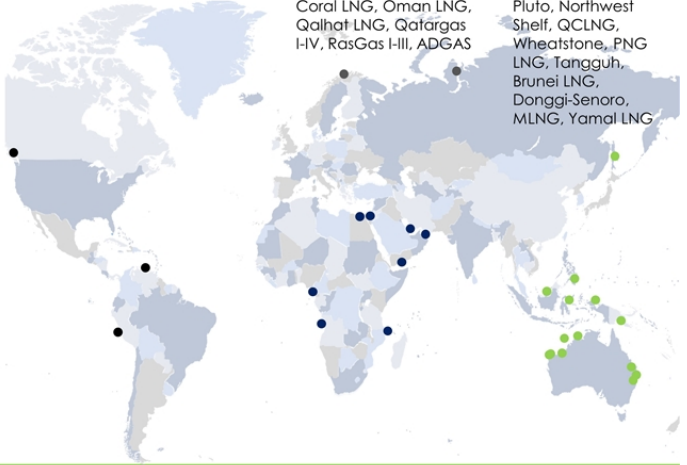 Coral LNG, Oman LNG,
Qalhat LNG, Qatargas
I-IV, RasGas I-III, ADGAS
Pluto, Northwest
Shelf, QCLNG,
Wheatstone, PNG
LNG, Tangguh,
Brunei LNG,
Donggi-Senoro,
MLNG, Yamal LNG